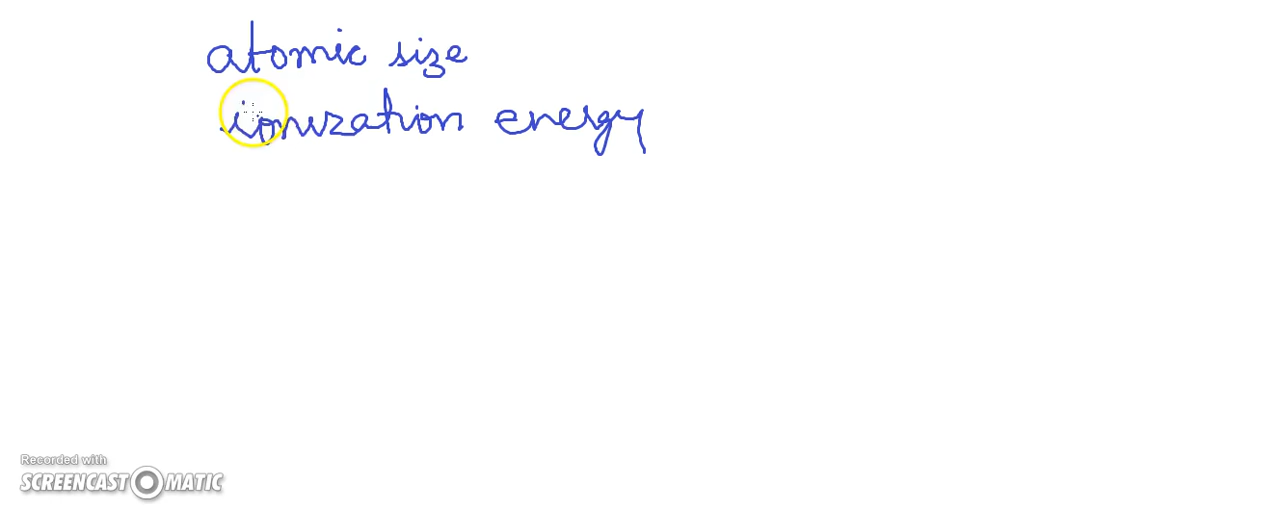 atomic size
ionization energy
Recorded with
SCREENCAST MATIC